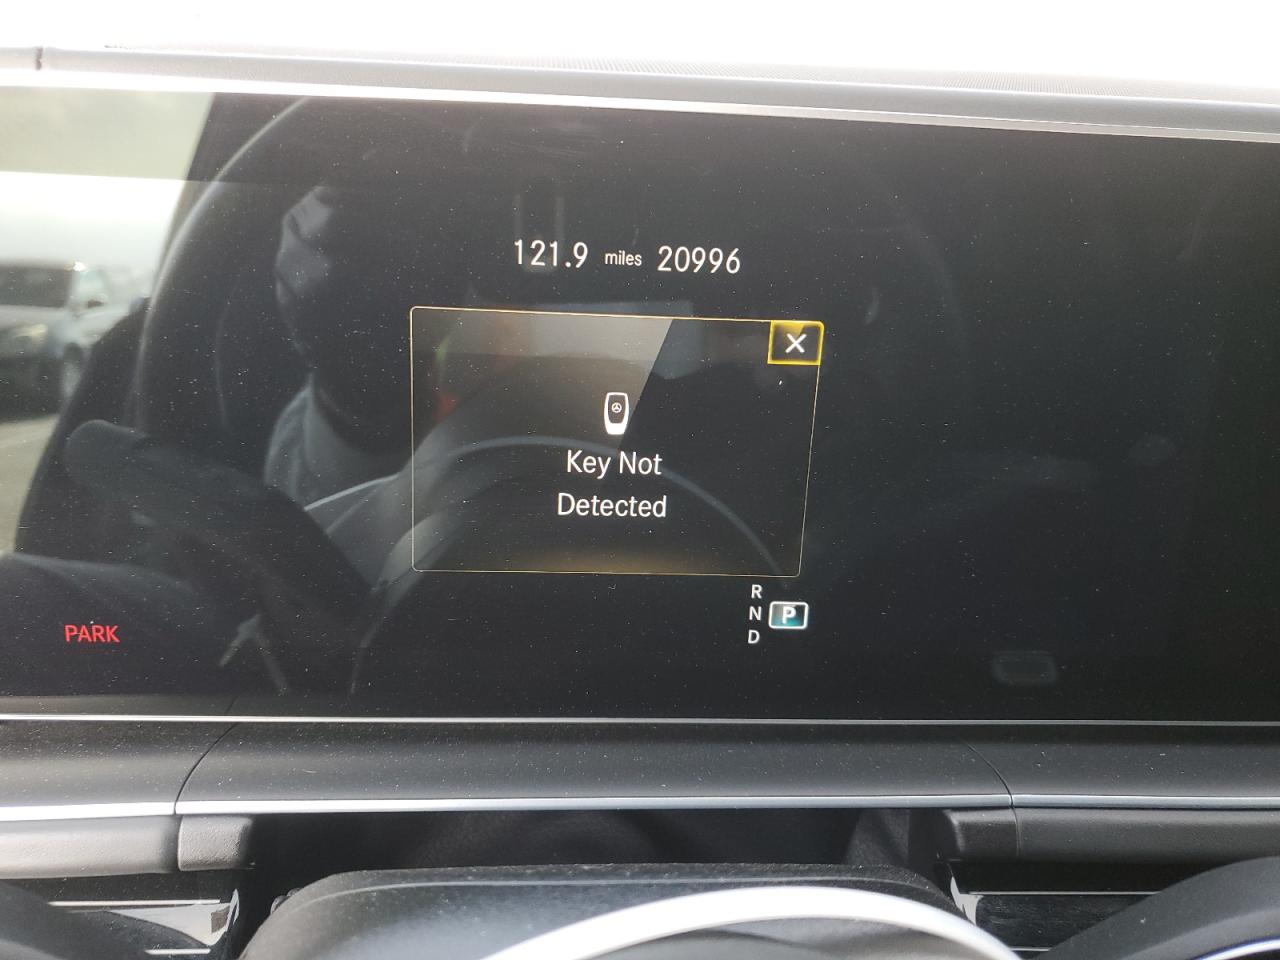 121.9 miles 20996
X
Key Not
Detected
R
N P
D
PARK